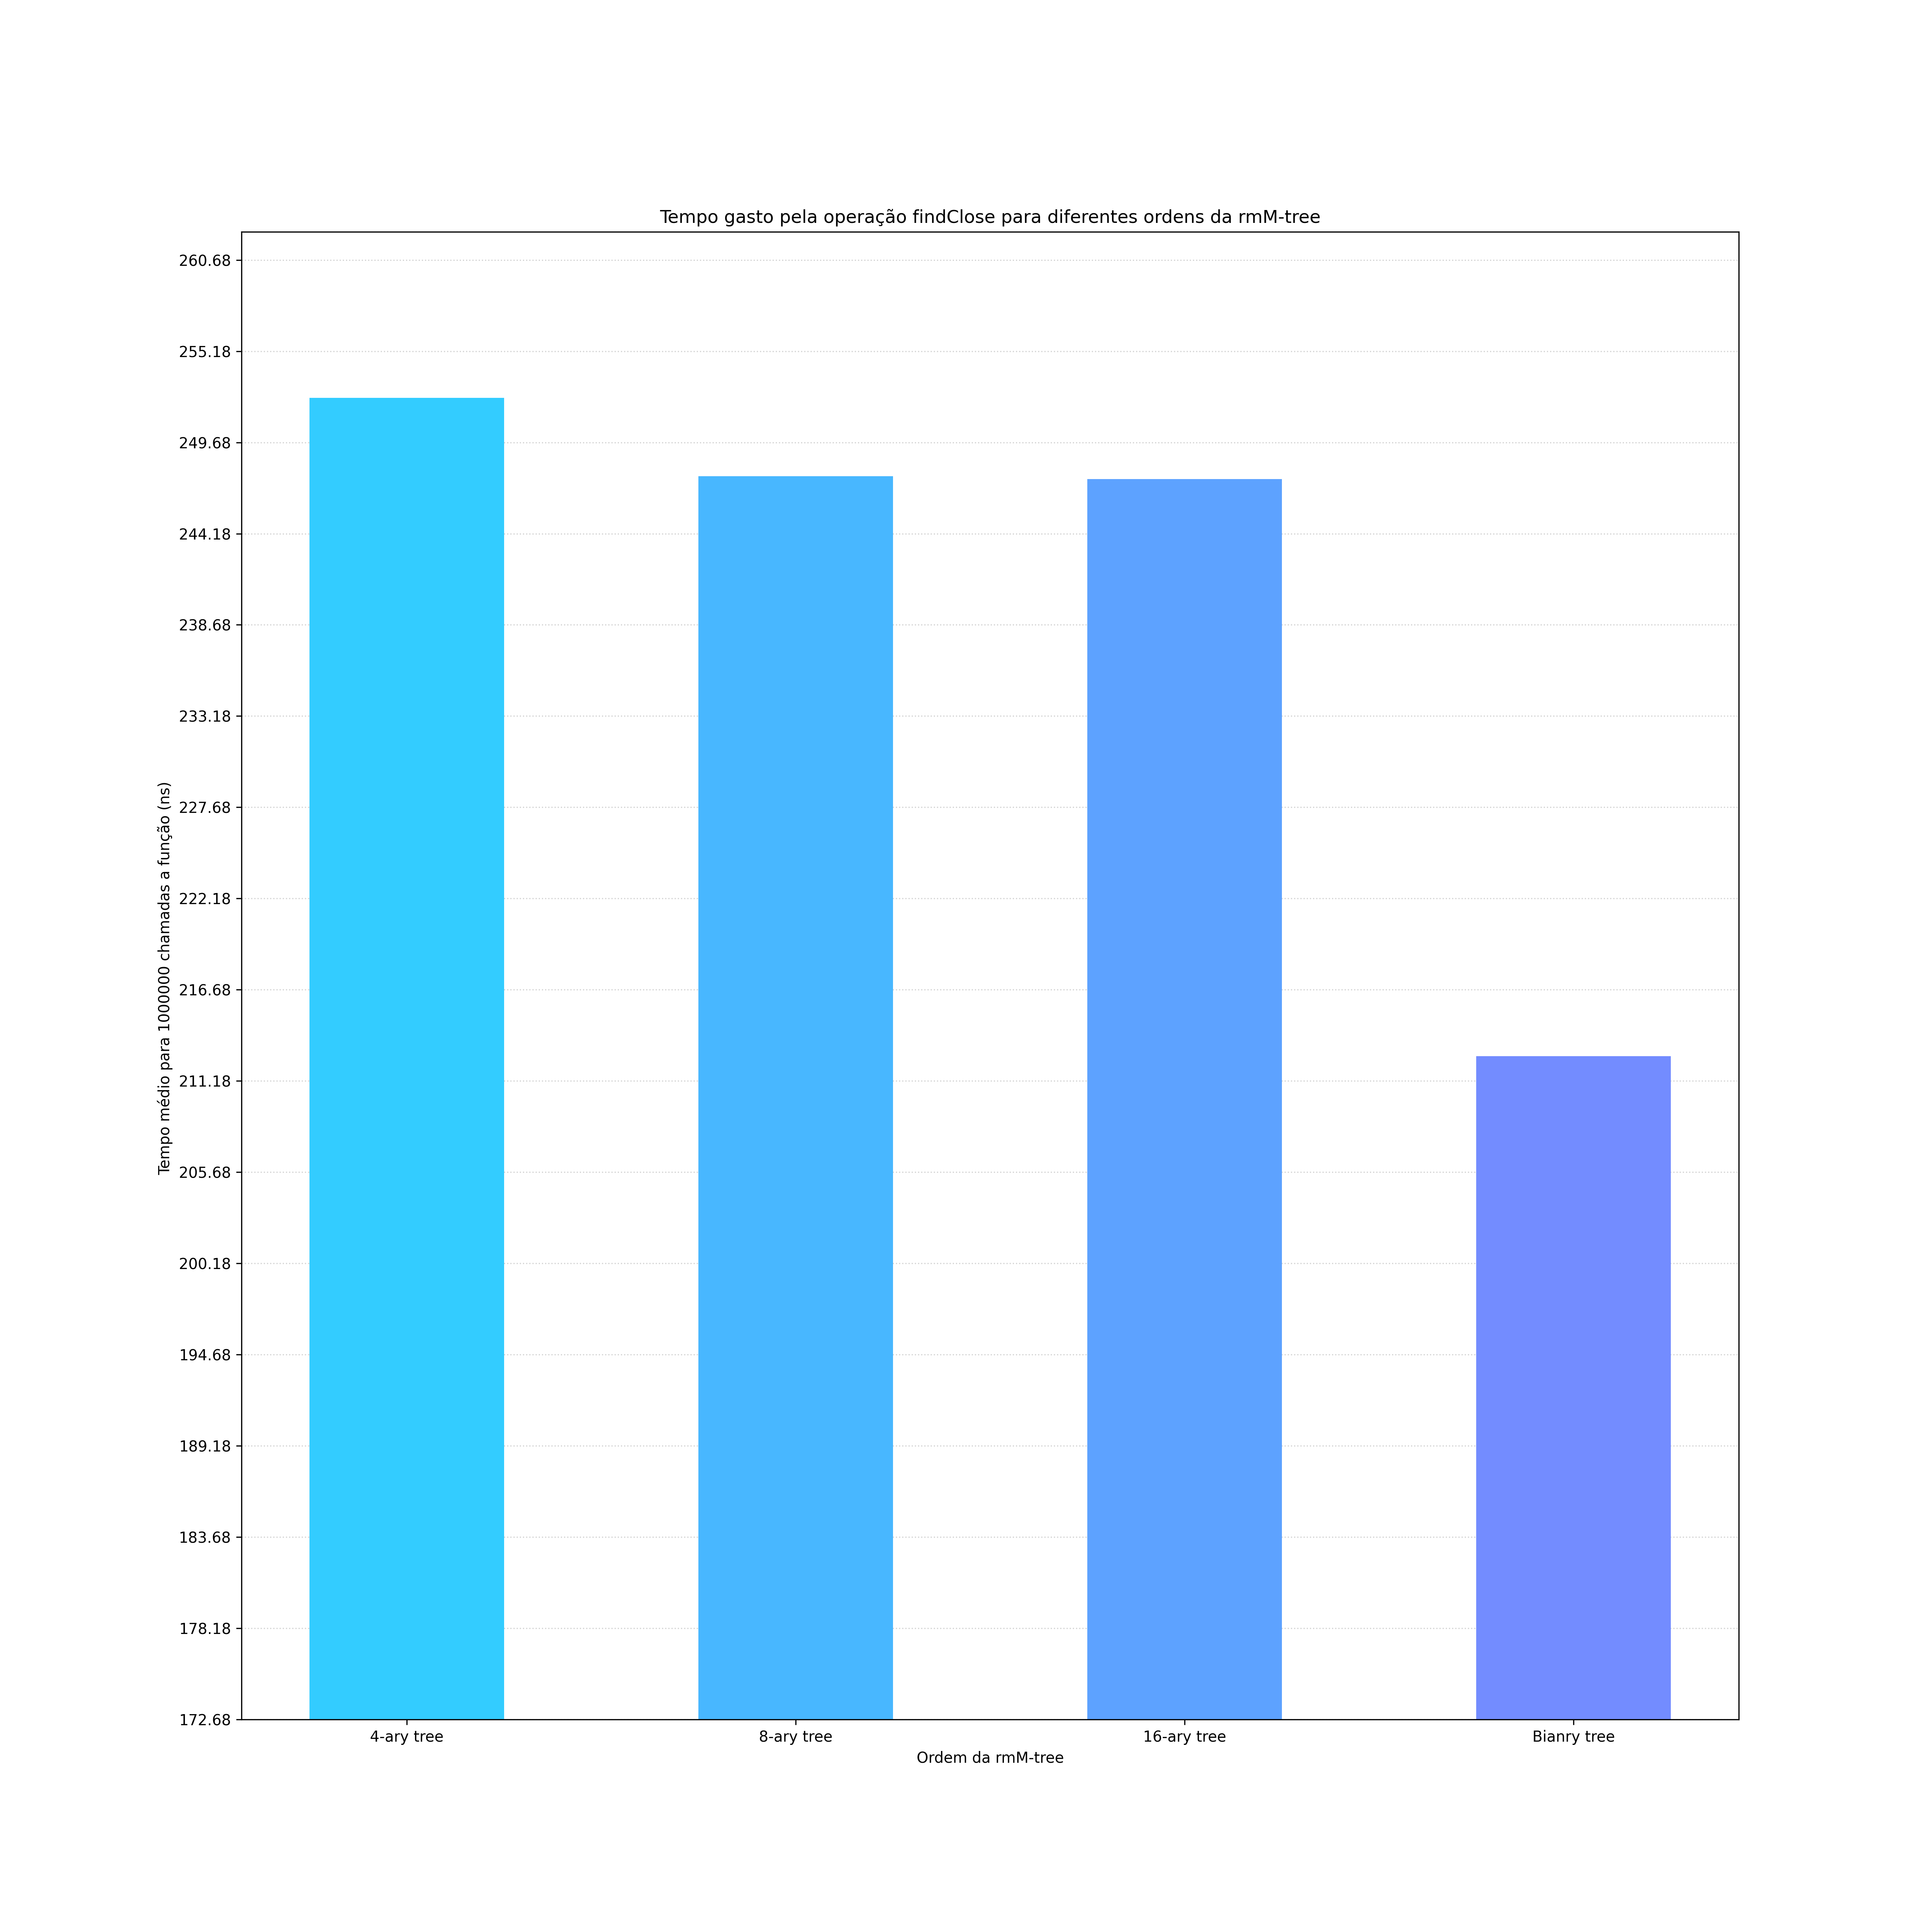 Tempo gasto pela operação findClose para diferentes ordens da rmM-tree
Tempo médio para 1000000 chamadas a função (ns)
260.68
255.18
249.68
244.18
238.68
233.18
227.68
222.18
216.68
211.18
205.68
200.18
194.68
189.18
183.68
178.18
172.68
4-ary tree
8-ary tree
16-ary tree
Bianry tree
Ordem da rmM-tree